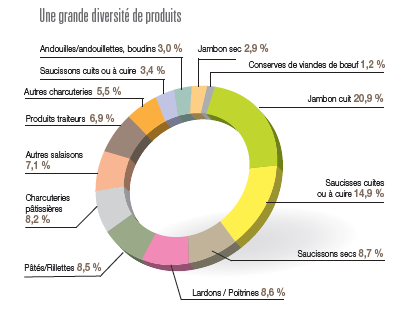 Une grande diversité de produits
Andouilles/andouillettes, boudins 3,0 %
Jambon sec 2,9 %
Saucissons cuits ou à cuire 3,4 %
Conserves de viandes de bœuf 1,2 %
Autres charcuteries 5,5 %
Jambon cuit 20,9 %
Produits traiteurs 6,9 %
Autres salaisons
7,1 %
Saucisses cuites
ou à cuire 14,9 %
Charcuteries
pâtissières
8,2 %
Saucissons secs 8,7 %
Pâtés/Rillettes 8,5 %
Lardons / Poitrines 8,6 %